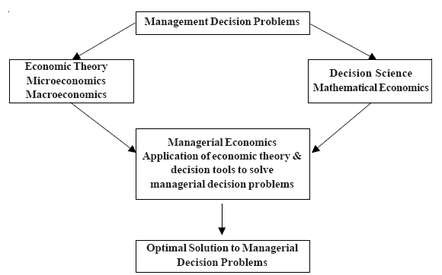 Management Decision Problems
Economic Theory
Microeconomics
Macroeconomics
Decision Science
Mathematical Economics
Managerial Economics
Application of economic theory &
decision tools to solve
managerial decision problems
Optimal Solution to Managerial
Decision Problems